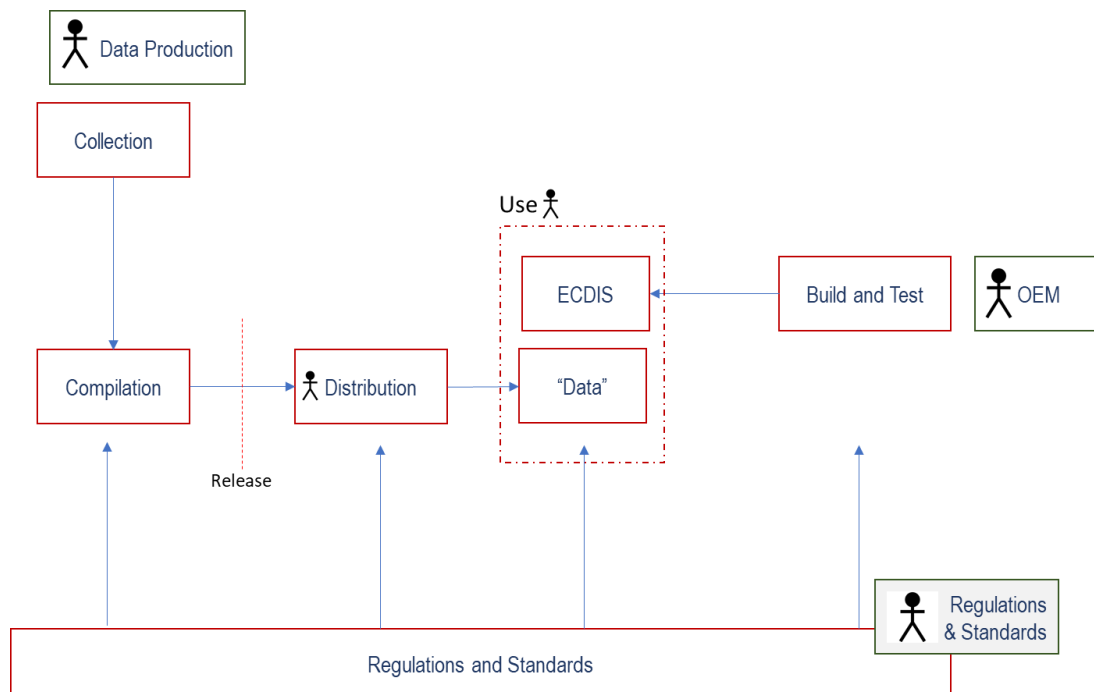 Data Production
Collection
Use
ECDIS
Build and Test
OEM
Compilation
Distribution
“Data”
Release
Regulations
& Standards
Regulations and Standards